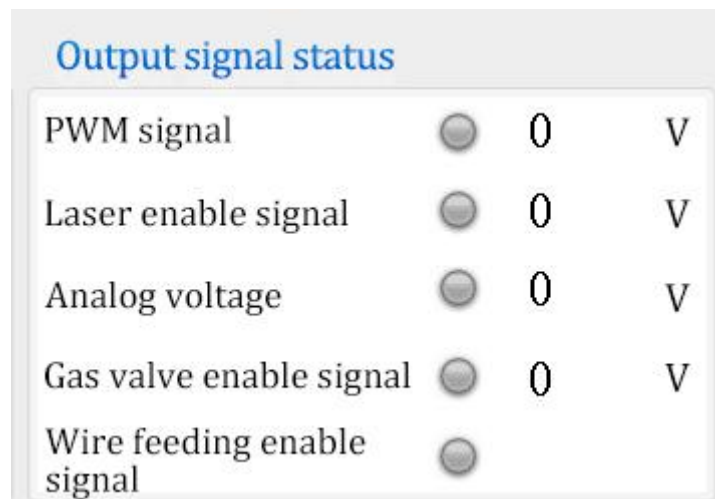 Output signal status
PWM signal 0 V
Laser enable signal 0 V
Analog voltage 0 V
Gas valve enable signal 0 V
Wire feeding enable
signal